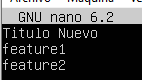 GNU nano 6.2
Titulo Nuevo
feature1
feature2